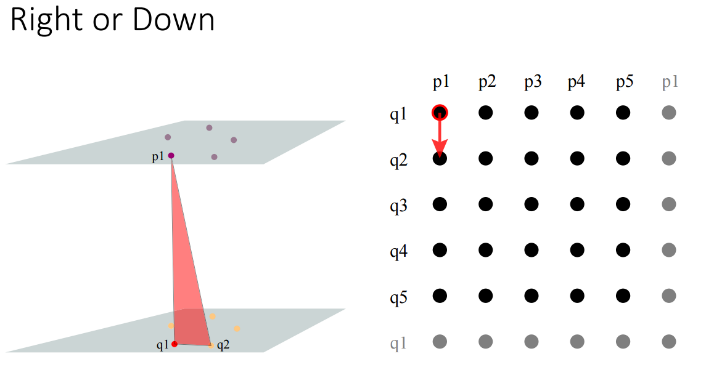 Right or Down
p1 p2 p3 p4 p5 p1
q1
q2
q3
q4
q5
q1
p1
q1 q2